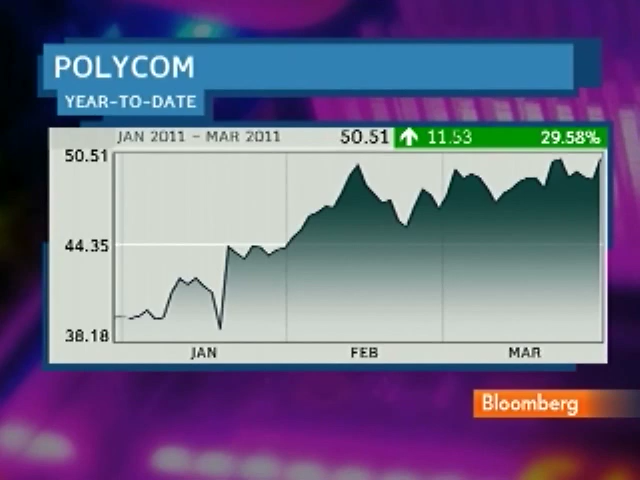 POLYCOM
YEAR-TO-DATE
JAN 2011 – MAR 2011 50.51 11.53 29.58%
50.51
44.35
38.18
JAN FEB MAR
Bloomberg